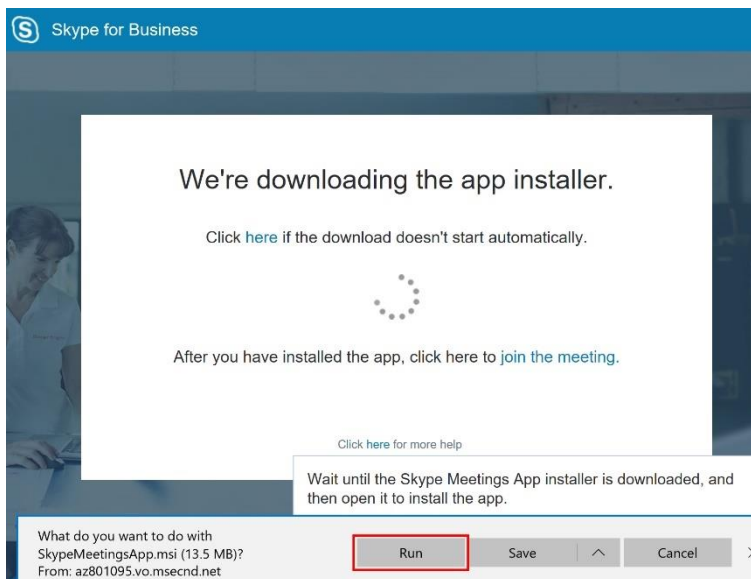 Skype for Business
We're downloading the app installer.
Click here if the download doesn't start automatically.
After you have installed the app, click here to join the meeting.
Click here for more help
Wait until the Skype Meetings App installer is downloaded, and
then open it to install the app.
What do you want to do with
SkypeMeetingsApp.msi (13.5 MB)?
From: az801095.vo.msecnd.net
Run
Save
Cancel